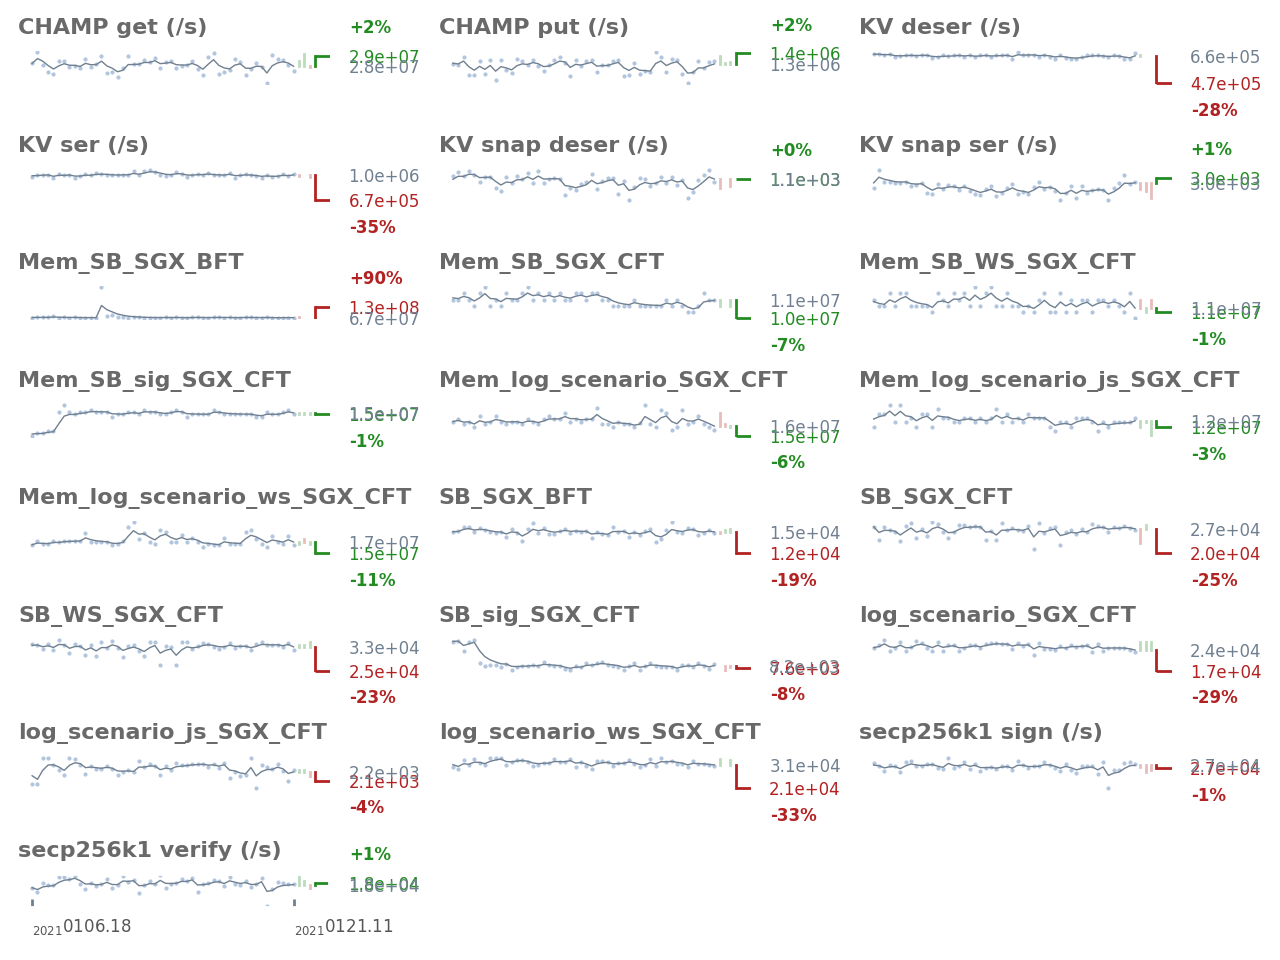 CHAMP get (/s)
+2%
2.9e+07
2.8e+07
CHAMP put (/s)
+2%
1.4e+06
1.3e+06
KV deser (/s)
6.6e+05
4.7e+05
-28%
KV ser (/s)
1.0e+06
6.7e+05
-35%
KV snap deser (/s)
+0%
1.1e+03
KV snap ser (/s)
+1%
3.0e+03
3.0e+03
Mem_SB_SGX_BFT
+90%
1.3e+08
6.7e+07
Mem_SB_SGX_CFT
1.1e+07
1.0e+07
-7%
Mem_SB_WS_SGX_CFT
1.1e+07
1.1e+07
-1%
Mem_SB_sig_SGX_CFT
1.5e+07
1.5e+07
-1%
Mem_log_scenario_SGX_CFT
1.6e+07
1.5e+07
-6%
Mem_log_scenario_js_SGX_CFT
1.2e+07
1.2e+07
-3%
Mem_log_scenario_ws_SGX_CFT
1.7e+07
1.5e+07
-11%
SB_SGX_BFT
1.5e+04
1.2e+04
-19%
SB_SGX_CFT
2.7e+04
2.0e+04
-25%
SB_WS_SGX_CFT
3.3e+04
2.5e+04
-23%
SB_sig_SGX_CFT
8.2e+03
7.6e+03
-8%
log_scenario_SGX_CFT
2.4e+04
1.7e+04
-29%
log_scenario_js_SGX_CFT
2.2e+03
2.1e+03
-4%
log_scenario_ws_SGX_CFT
3.1e+04
2.1e+04
-33%
secp256k1 sign (/s)
2.7e+04
2.7e+04
-1%
secp256k1 verify (/s)
+1%
1.8e+04
1.8e+04
20210106.18
20210121.11